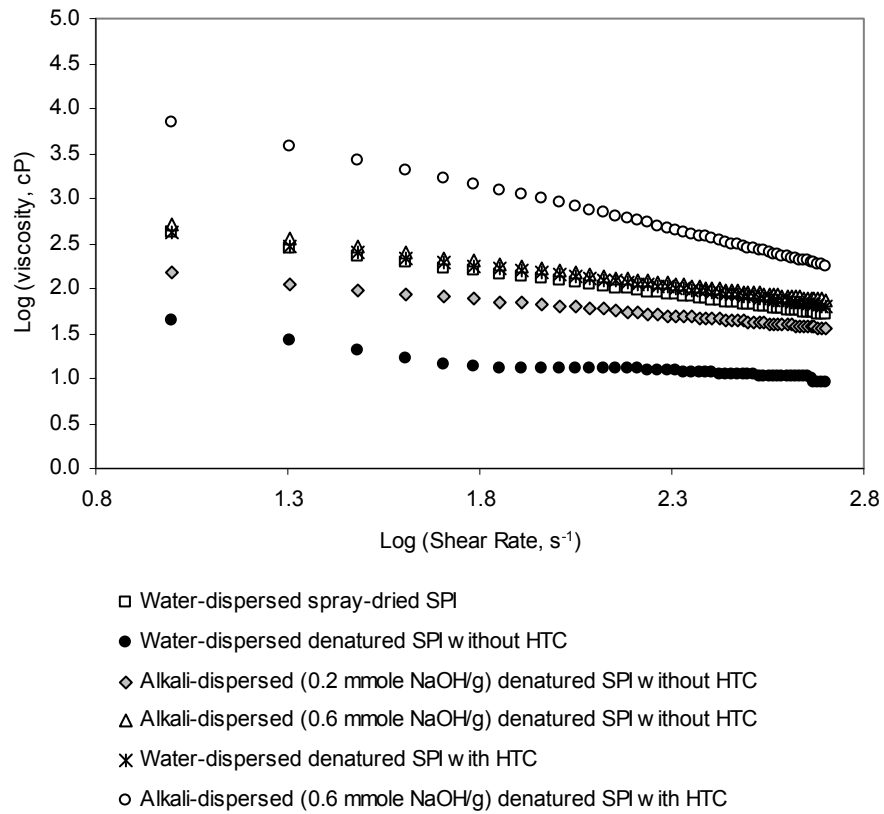 5.0
4.5
4.0
3.5
3.0
2.5
2.0
1.5
1.0
0.5
0.0
Log (viscosity, cP)
0.8 1.3 1.8 2.3 2.8
Log (Shear Rate, s⁻¹)
Water-dispersed spray-dried SPI
Water-dispersed denatured SPI without HTC
Alkali-dispersed (0.2 mmole NaOH/g) denatured SPI without HTC
Alkali-dispersed (0.6 mmole NaOH/g) denatured SPI without HTC
Water-dispersed denatured SPI with HTC
Alkali-dispersed (0.6 mmole NaOH/g) denatured SPI with HTC